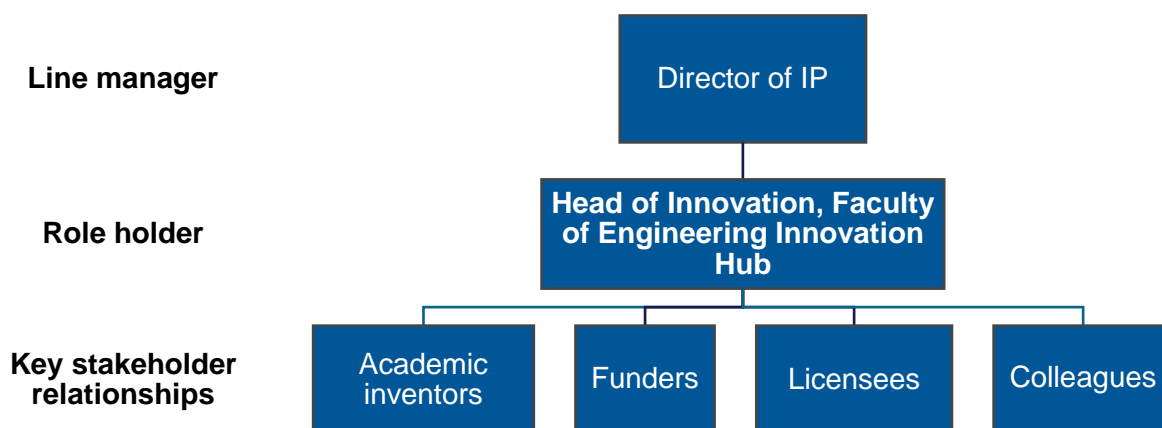 Line manager
Director of IP
Role holder
Head of Innovation, Faculty
of Engineering Innovation
Hub
Key stakeholder
relationships
Academic
inventors
Funders
Licensees
Colleagues